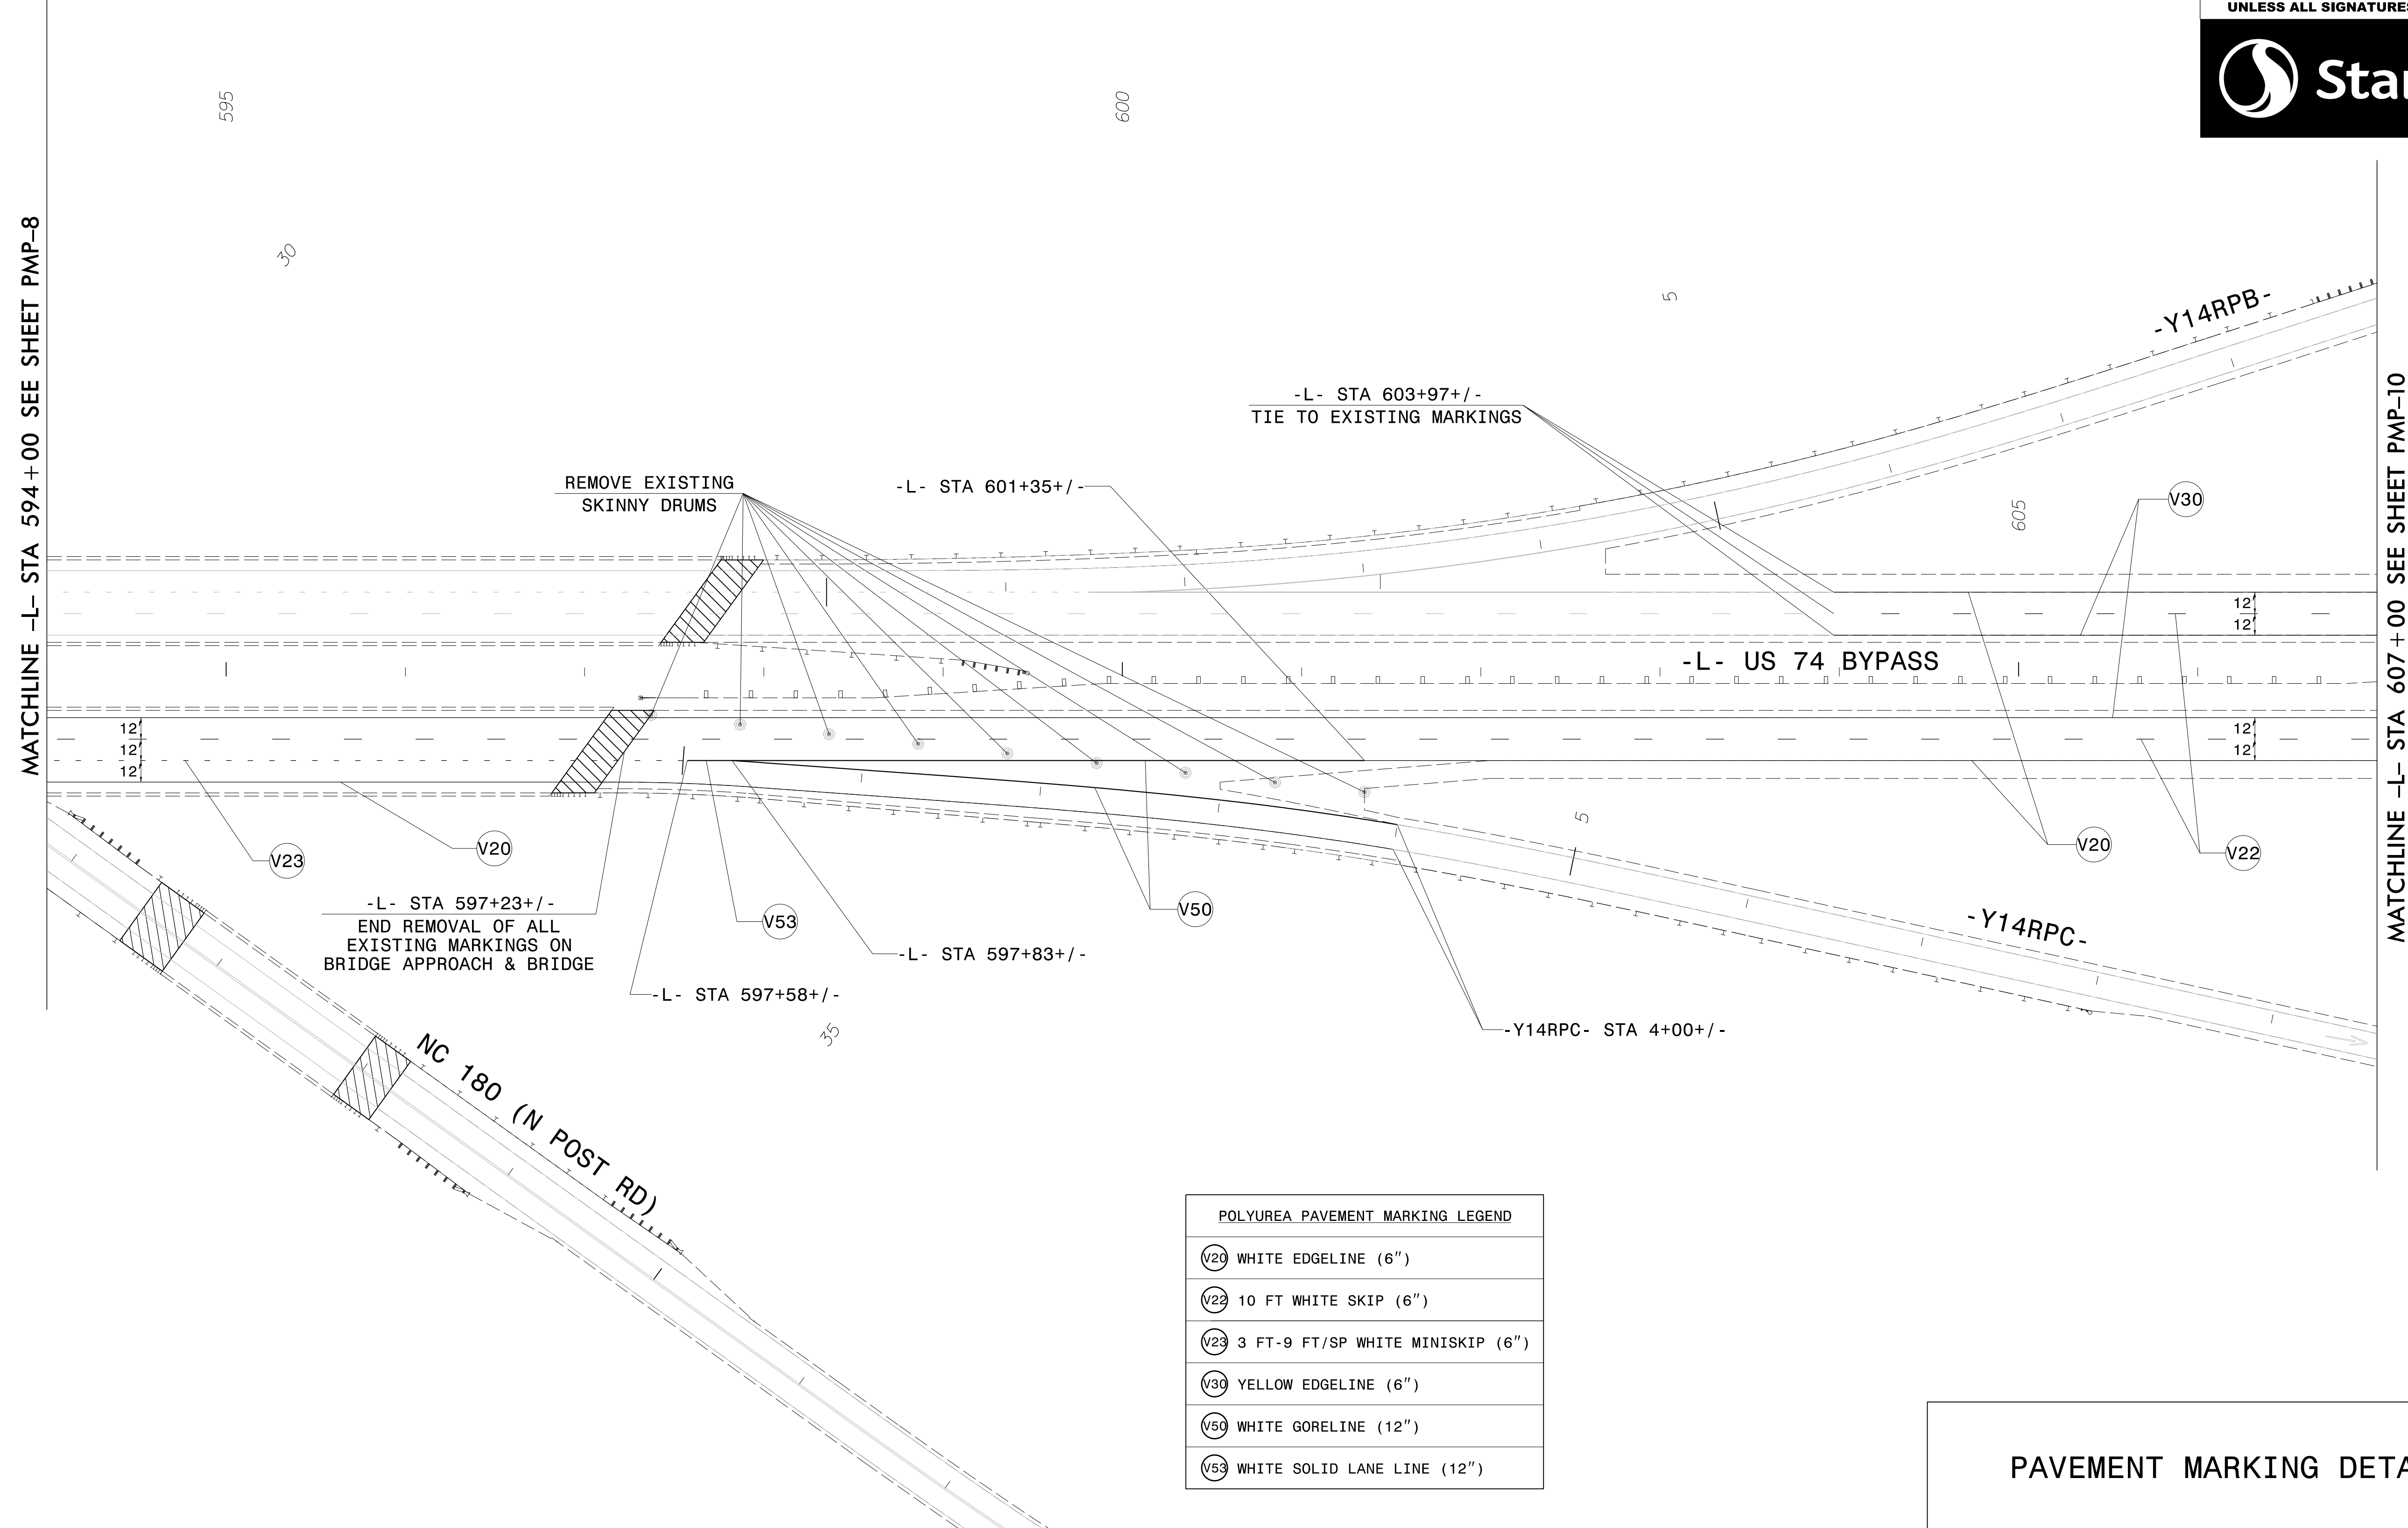 UNLESS ALL SIGNATURES
595
600
30
5
-Y14RPB-
MATCHLINE -L- STA 594+00 SEE SHEET PMP-8
-L- STA 603+97+/-
TIE TO EXISTING MARKINGS
REMOVE EXISTING
SKINNY DRUMS
-L- STA 601+35+/-
V30
605
12
12
-L- US 74 BYPASS
12
12
12
12
12
MATCHLINE -L- STA 607+00 SEE SHEET PMP-10
V23
V20
5
V20
V22
-L- STA 597+23+/-
END REMOVAL OF ALL
EXISTING MARKINGS ON
BRIDGE APPROACH & BRIDGE
V53
V50
-Y14RPC-
-L- STA 597+83+/-
-L- STA 597+58+/-
35
-Y14RPC- STA 4+00+/-
NC 180 (N POST RD)
POLYUREA PAVEMENT MARKING LEGEND
V20 WHITE EDGELINE (6")
V22 10 FT WHITE SKIP (6")
V23 3 FT-9 FT/SP WHITE MINISKIP (6")
V30 YELLOW EDGELINE (6")
V50 WHITE GORELINE (12")
V53 WHITE SOLID LANE LINE (12")
PAVEMENT MARKING